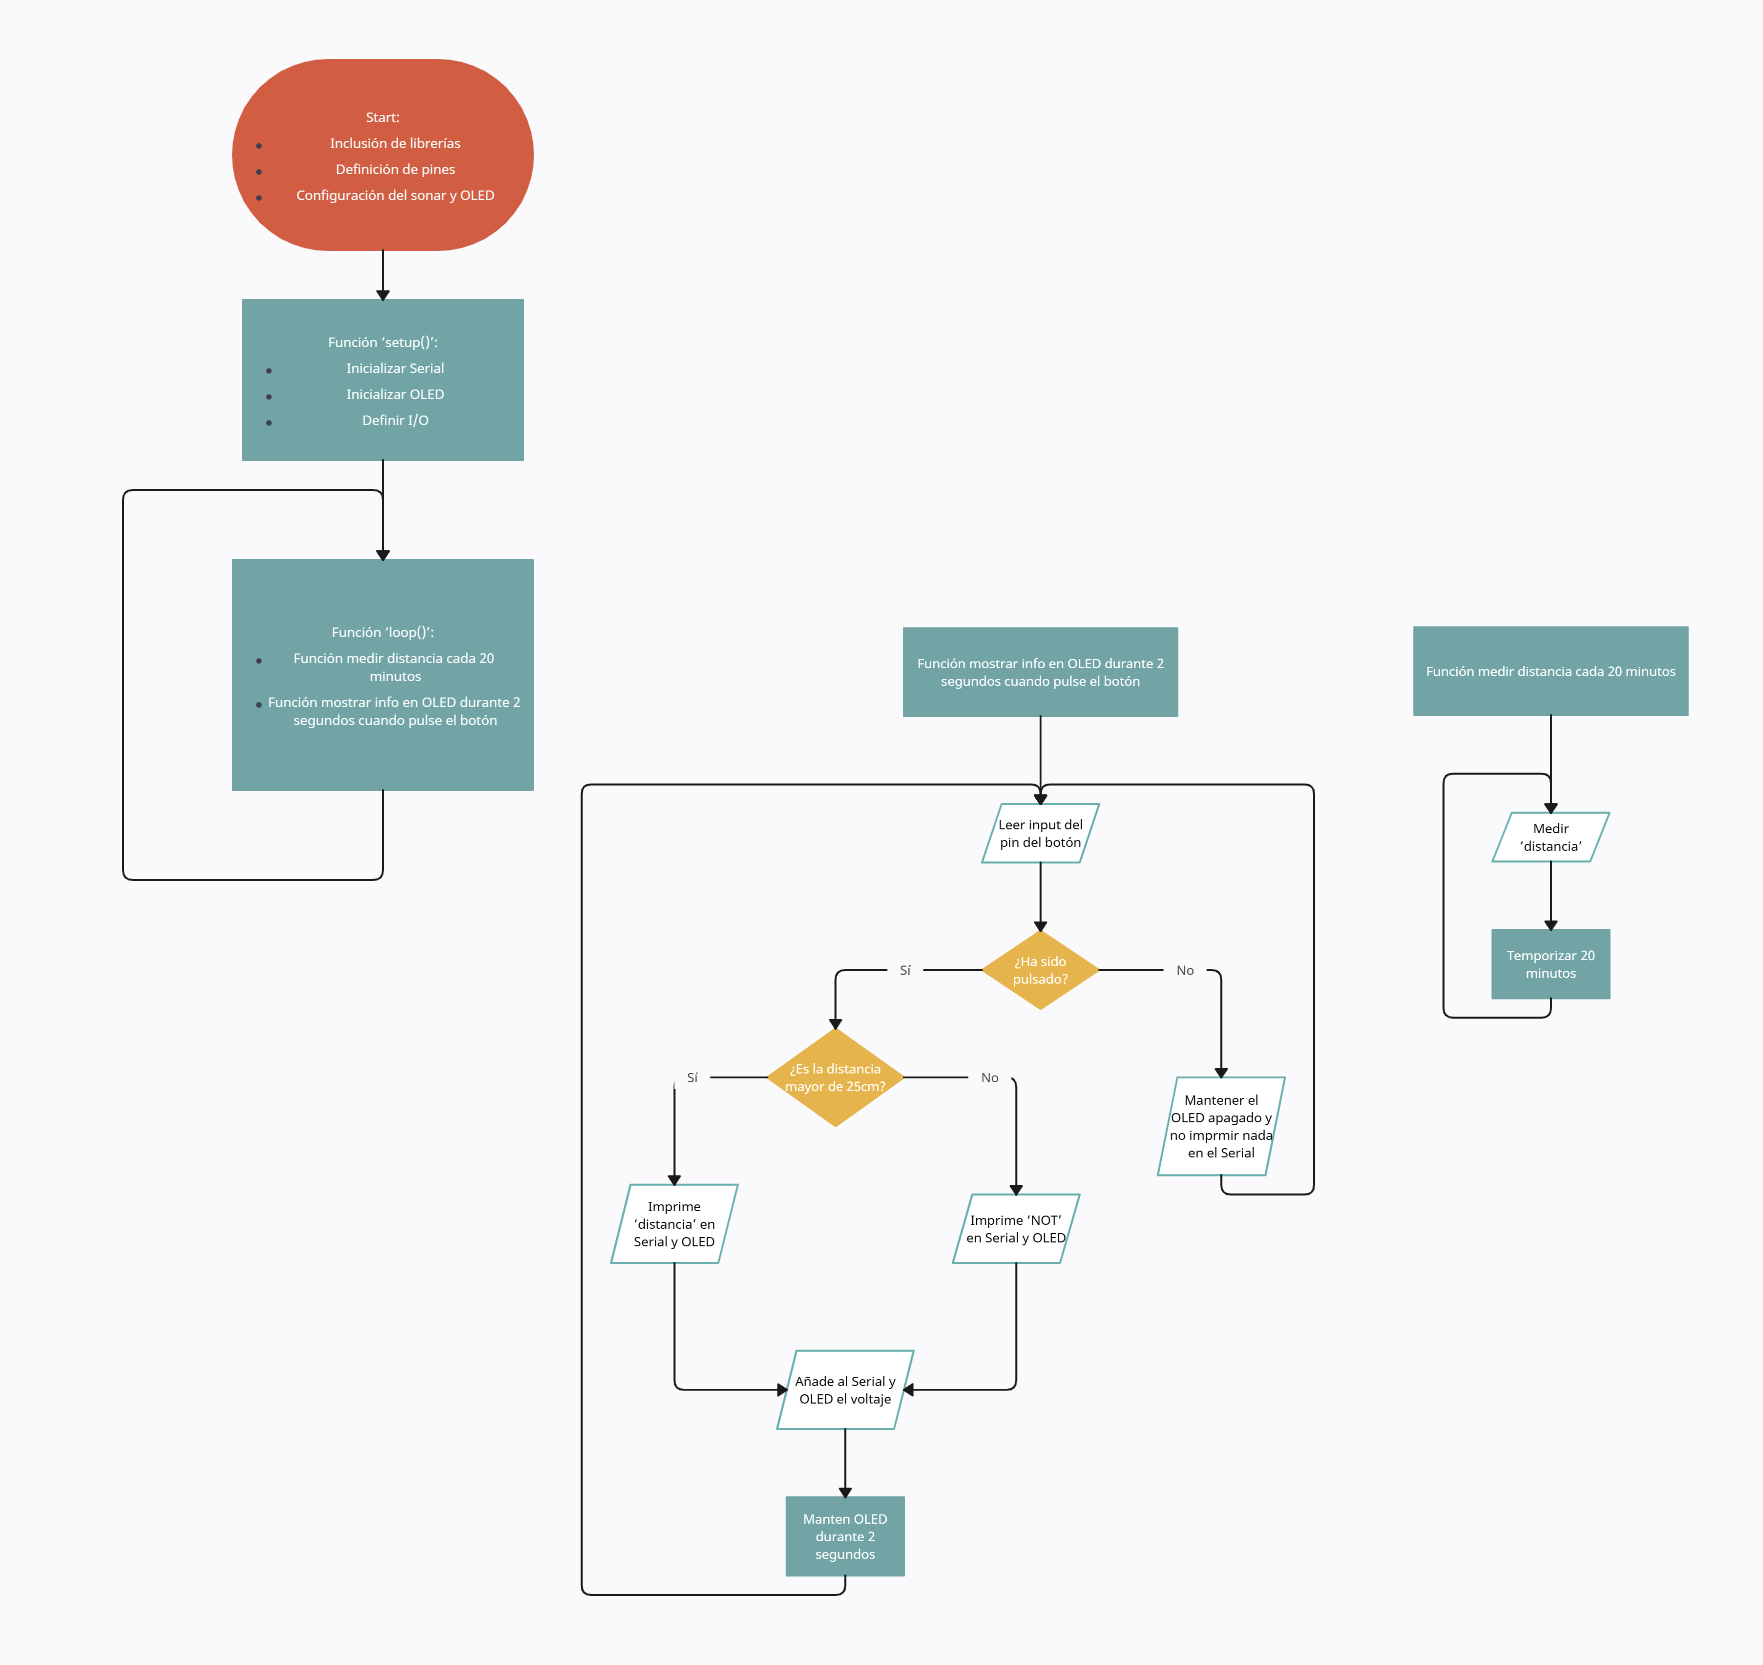 Start:
Inclusión de librerías
Definición de pines
Configuración del sonar y OLED
Función ‘setup()’:
Inicializar Serial
Inicializar OLED
Definir I/O
Función ‘loop()’:
Función medir distancia cada 20
minutos
Función mostrar info en OLED durante 2
segundos cuando pulse el botón
Función mostrar info en OLED durante 2
segundos cuando pulse el botón
Leer input del
pin del botón
¿Ha sido
pulsado?
Sí
No
¿Es la distancia
mayor de 25cm?
Sí
No
Mantener el
OLED apagado y
no imprmir nada
en el Serial
Imprime
‘distancia’ en
Serial y OLED
Imprime ‘NOT’
en Serial y OLED
Añade al Serial y
OLED el voltaje
Manten OLED
durante 2
segundos
Función medir distancia cada 20 minutos
Medir
‘distancia’
Temporizar 20
minutos